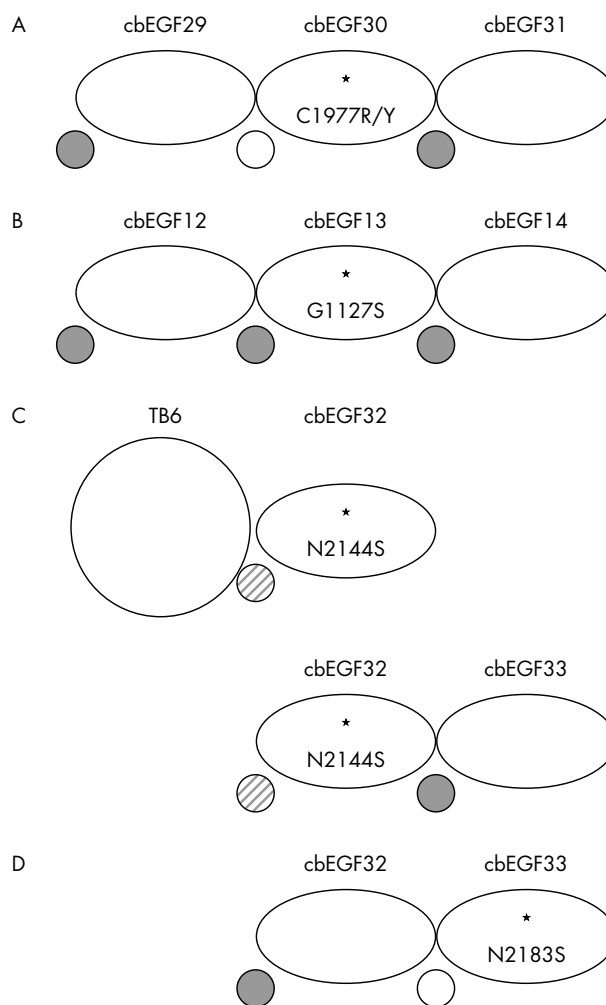 A
cbEGF29 cbEGF30 cbEGF31
C1977R/Y
B
cbEGF12 cbEGF13 cbEGF14
G1127S
C
TB6 cbEGF32
N2144S
cbEGF32 cbEGF33
N2144S
D
cbEGF32 cbEGF33
N2183S